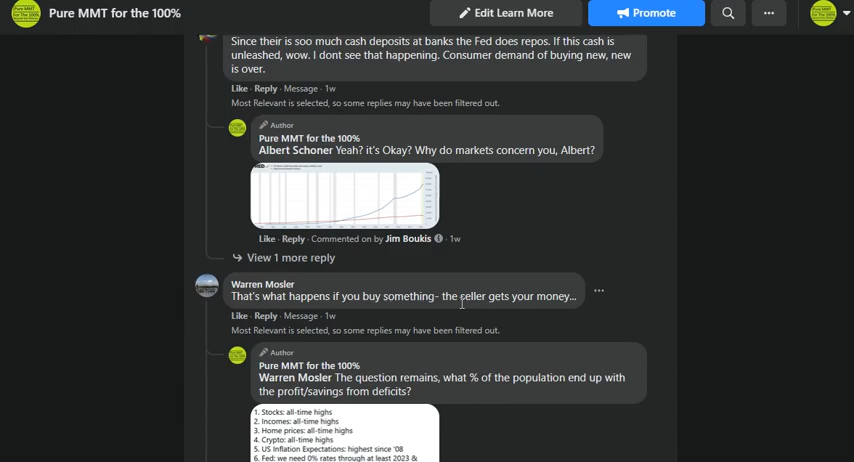 Pure MMT for the 100%
Edit Learn More
Promote
Since their is soo much cash deposits at banks the Fed does repos. If this cash is
unleashed, wow. I dont see that happening. Consumer demand of buying new, new
is over.
Like · Reply · Message · 1w
Most Relevant is selected, so some replies may have been filtered out.
Author
Pure MMT for the 100%
Albert Schoner Yeah? it's Okay? Why do markets concern you, Albert?
Like · Reply · Commented on by Jim Boukis · 1w
View 1 more reply
Warren Mosler
That's what happens if you buy something- the seller gets your money...
Like · Reply · Message · 1w
Most Relevant is selected, so some replies may have been filtered out.
Author
Pure MMT for the 100%
Warren Mosler The question remains, what % of the population end up with
the profit/savings from deficits?
1. Stocks: all-time highs
2. Incomes: all-time highs
3. Home prices: all-time highs
4. Crypto: all-time highs
5. US Inflation Expectations: highest since '08
6. Fed: we need 0% rates through at least 2023 &